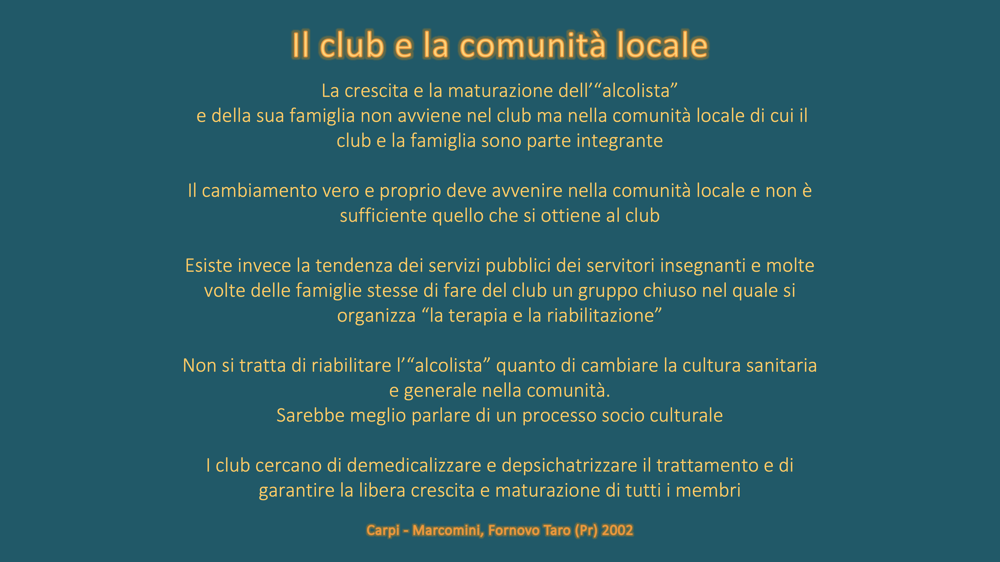 Il club e la comunità locale
La crescita e la maturazione dell’“alcolista”
e della sua famiglia non avviene nel club ma nella comunità locale di cui il
club e la famiglia sono parte integrante
Il cambiamento vero e proprio deve avvenire nella comunità locale e non è
sufficiente quello che si ottiene al club
Esiste invece la tendenza dei servizi pubblici dei servitori insegnanti e molte
volte delle famiglie stesse di fare del club un gruppo chiuso nel quale si
organizza “la terapia e la riabilitazione”
Non si tratta di riabilitare l’“alcolista” quanto di cambiare la cultura sanitaria
e generale nella comunità.
Sarebbe meglio parlare di un processo socio culturale
I club cercano di demedicalizzare e depsichatrizzare il trattamento e di
garantire la libera crescita e maturazione di tutti i membri
Carpi - Marcomini, Fornovo Taro (Pr) 2002